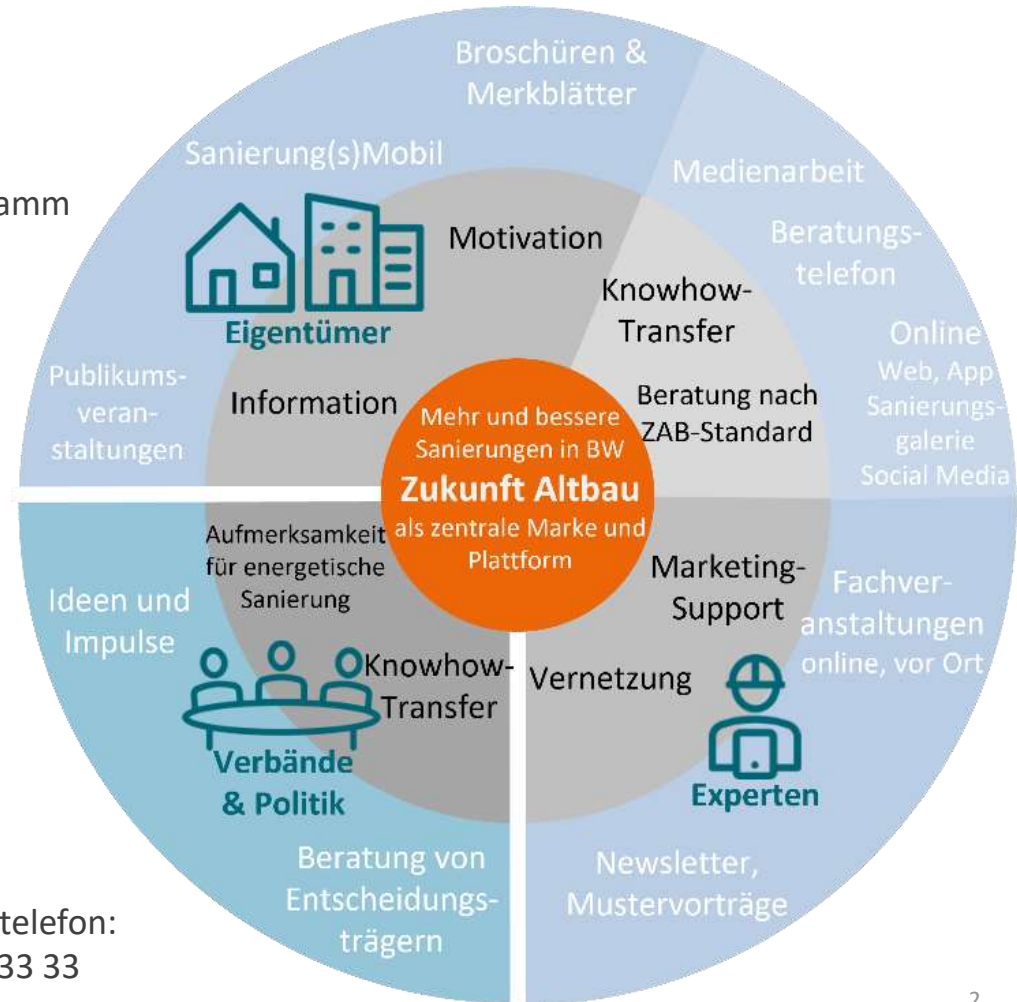 Broschüren &
Merkblätter
Sanierung(s)Mobil
Medienarbeit
amm
Motivation
Beratungs-
telefon
Knowhow-
Transfer
Eigentümer
Online
Web, App
Sanierungs-
galerie
Social Media
Publikums-
veran-
staltungen
Information
Beratung nach
ZAB-Standard
Mehr und bessere
Sanierungen in BW
Zukunft Altbau
als zentrale Marke und
Plattform
Aufmerksamkeit
für energetische
Sanierung
Ideen und
Impulse
Marketing-
Support
Fachver-
anstaltungen
online, vor Ort
Knowhow-
Transfer
Vernetzung
Verbände
& Politik
Experten
Beratung von
Entscheidungs-
trägern
Newsletter,
Mustervorträge
telefon:
33 33
2